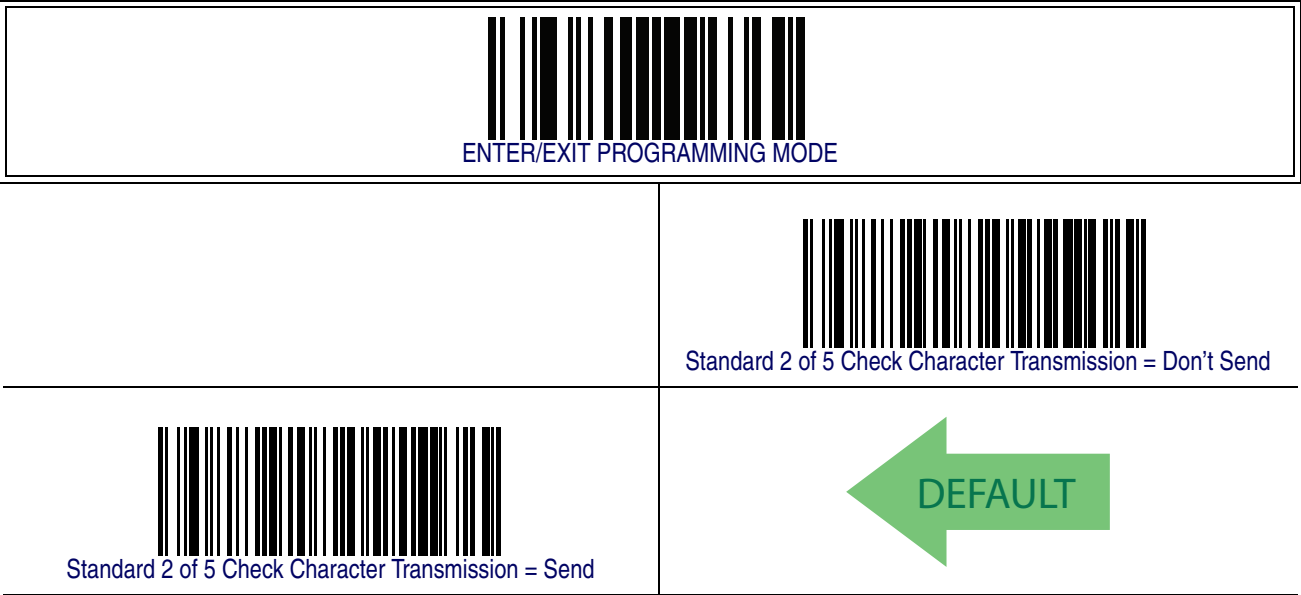 ENTER/EXIT PROGRAMMING MODE
Standard 2 of 5 Check Character Transmission = Don't Send
Standard 2 of 5 Check Character Transmission = Send
DEFAULT